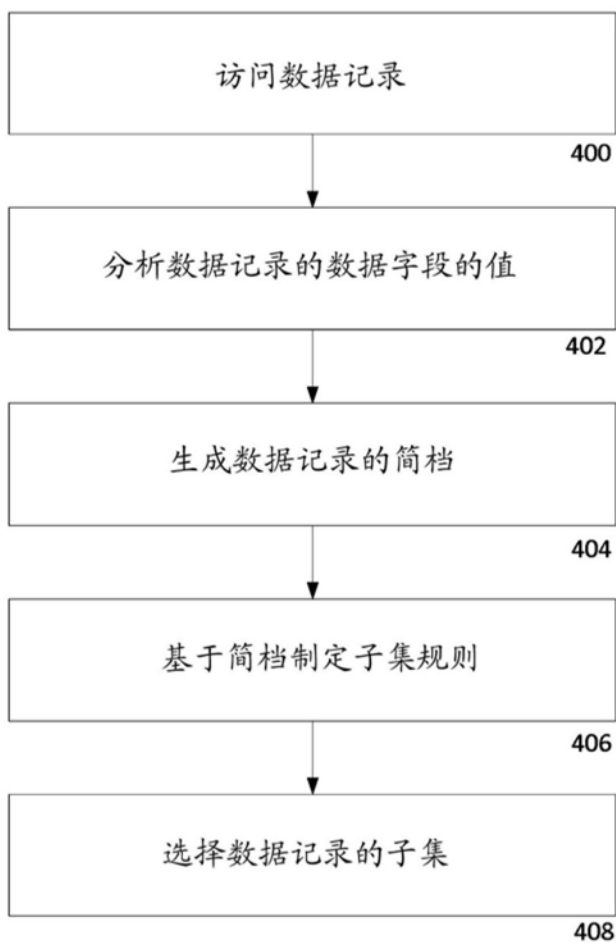 访问数据记录
400
分析数据记录的数据字段的值
402
生成数据记录的简档
404
基于简档制定子集规则
406
选择数据记录的子集
408